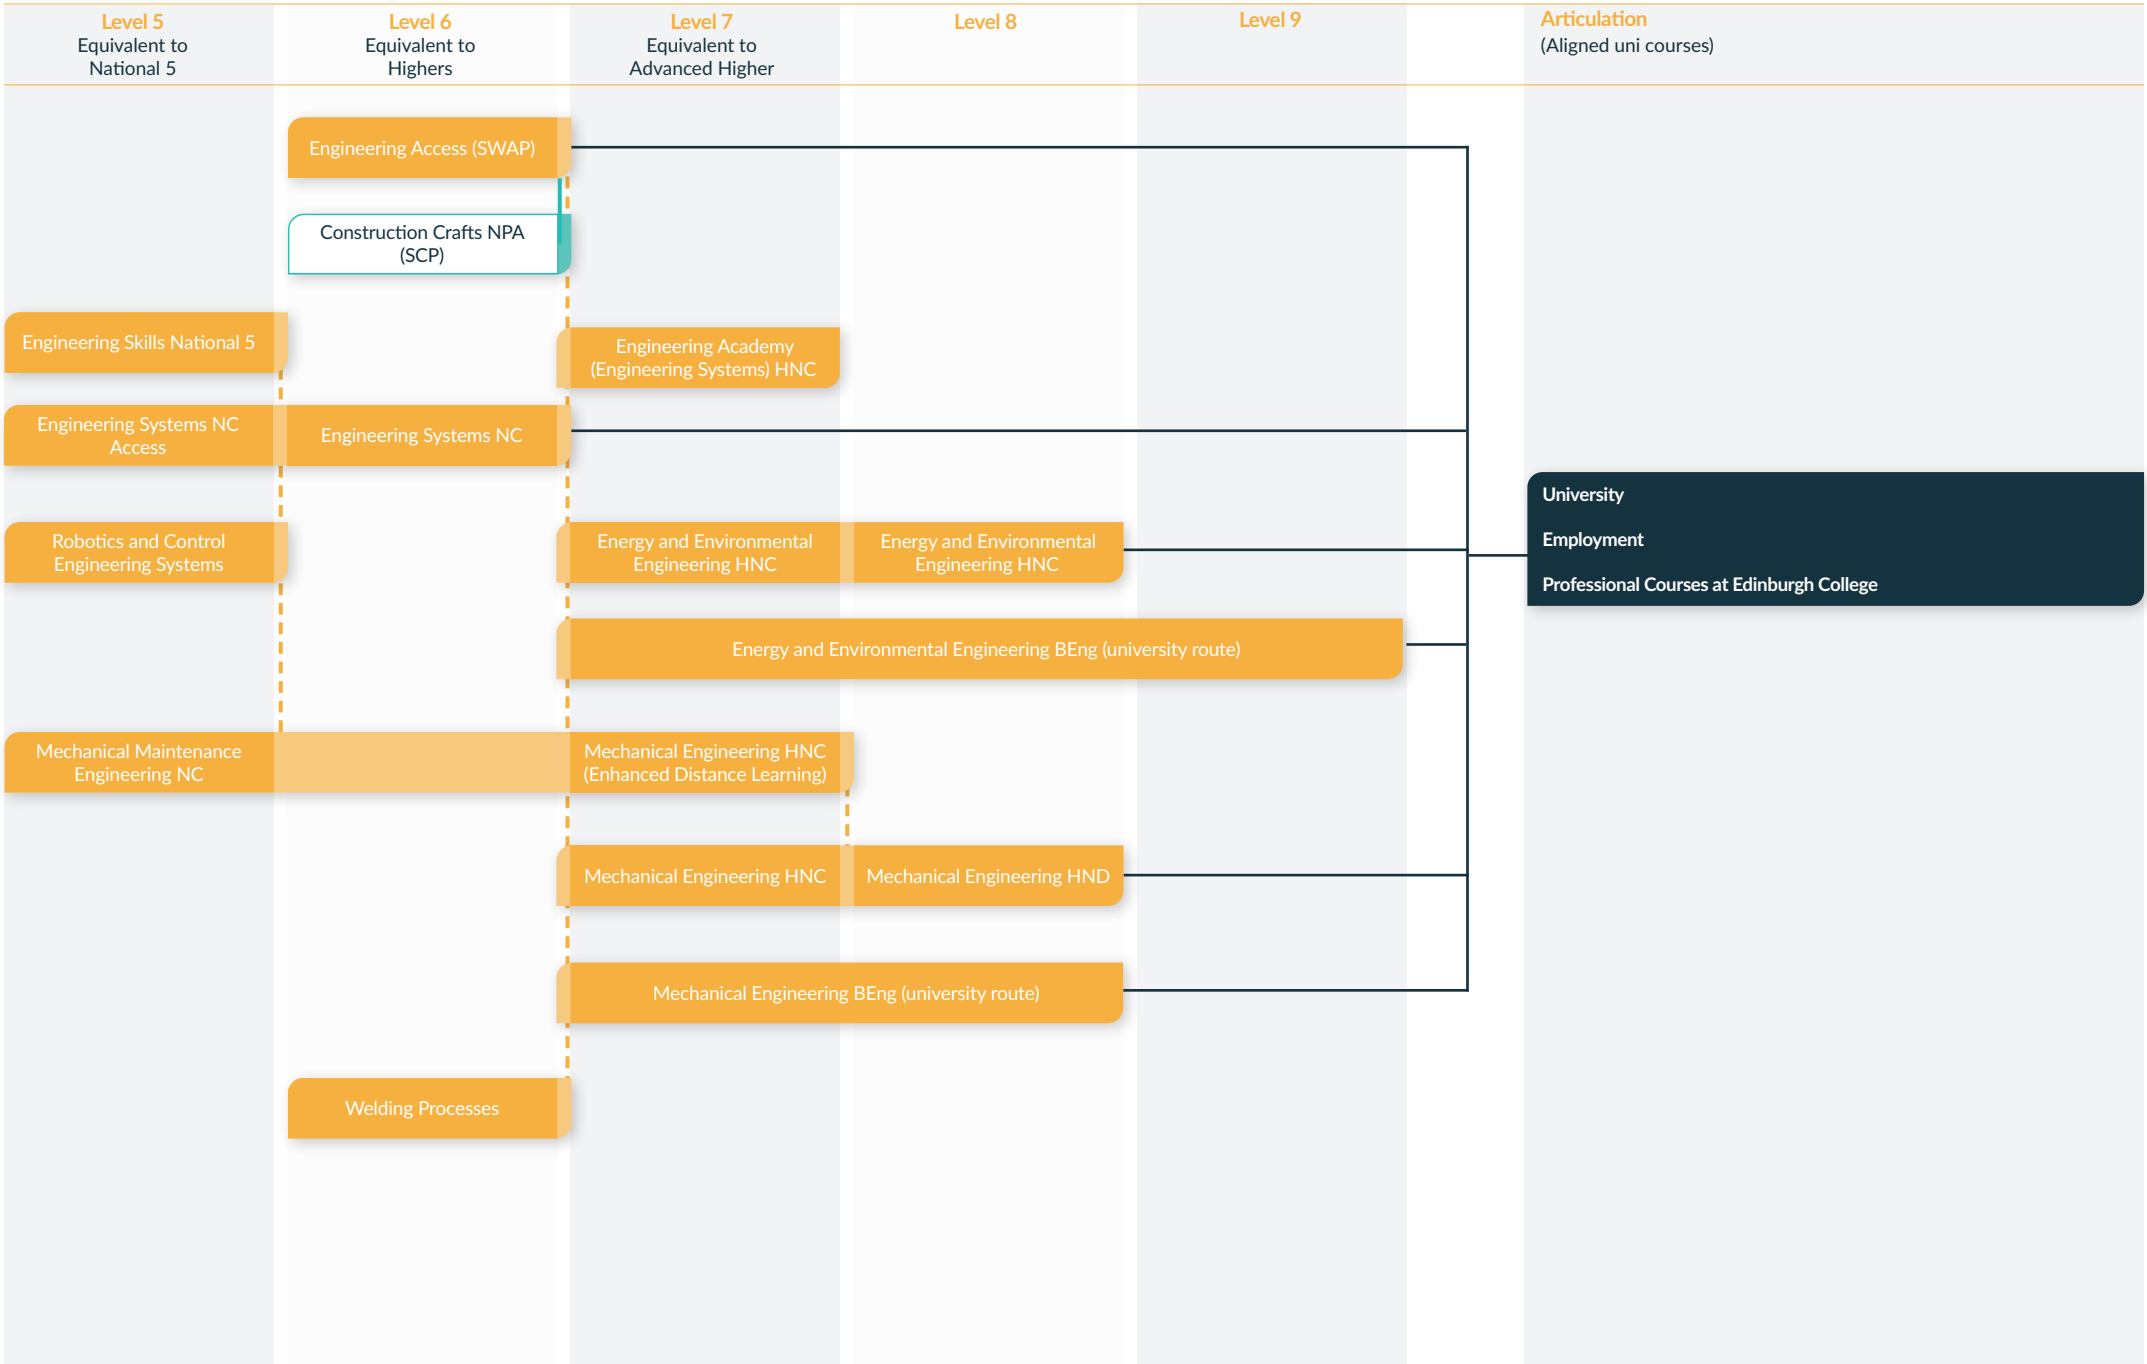 Level 5
Equivalent to
National 5
Level 6
Equivalent to
Highers
Level 7
Equivalent to
Advanced Higher
Level 8
Level 9
Articulation
(Aligned uni courses)
Engineering Access (SWAP)
Construction Crafts NPA
(SCP)
Engineering Skills National 5
Engineering Academy
(Engineering Systems) HNC
Engineering Systems NC
Access
Engineering Systems NC
Robotics and Control
Engineering Systems
Energy and Environmental
Engineering HNC
Energy and Environmental
Engineering HNC
University
Employment
Professional Courses at Edinburgh College
Energy and Environmental Engineering BEng (university route)
Mechanical Maintenance
Engineering NC
Mechanical Engineering HNC
(Enhanced Distance Learning)
Mechanical Engineering HNC
Mechanical Engineering HND
Mechanical Engineering BEng (university route)
Welding Processes